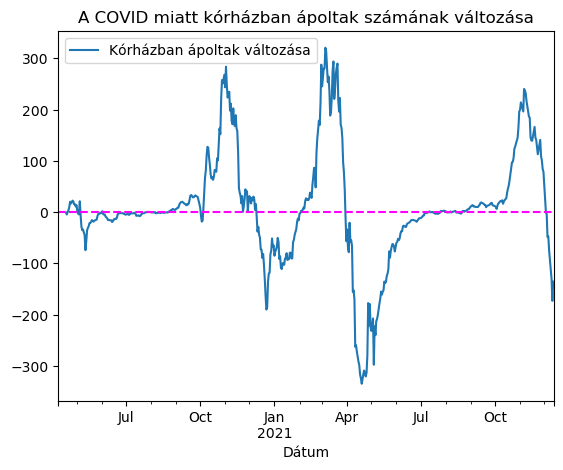 A COVID miatt kórházban ápoltak számának változása
Kórházban ápoltak változása
300
200
100
0
−100
−200
−300
Jul
Oct
Jan
2021
Apr
Jul
Oct
Dátum